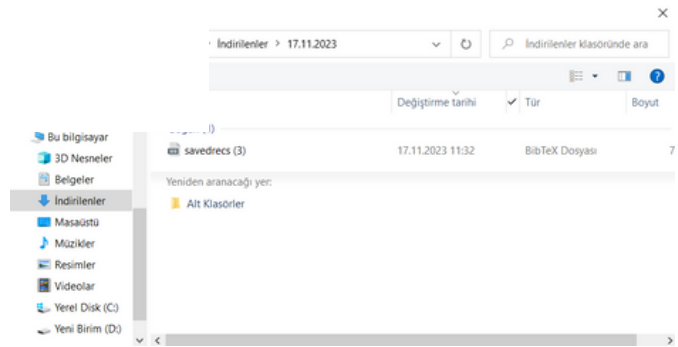 İndirilenler > 17.11.2023
İndirilenler klasöründe ara
Değiştirme tarihi Tür Boyut
Bu bilgisayar
3D Nesneler
Belgeler
İndirilenler
Masaüstü
Müzikler
Resimler
Videolar
Yerel Disk (C:)
Yeni Birim (D:)
savedrecs (3) 17.11.2023 11:32 BibTeX Dosyası 7
Yeniden aranacağı yer:
Alt Klasörler